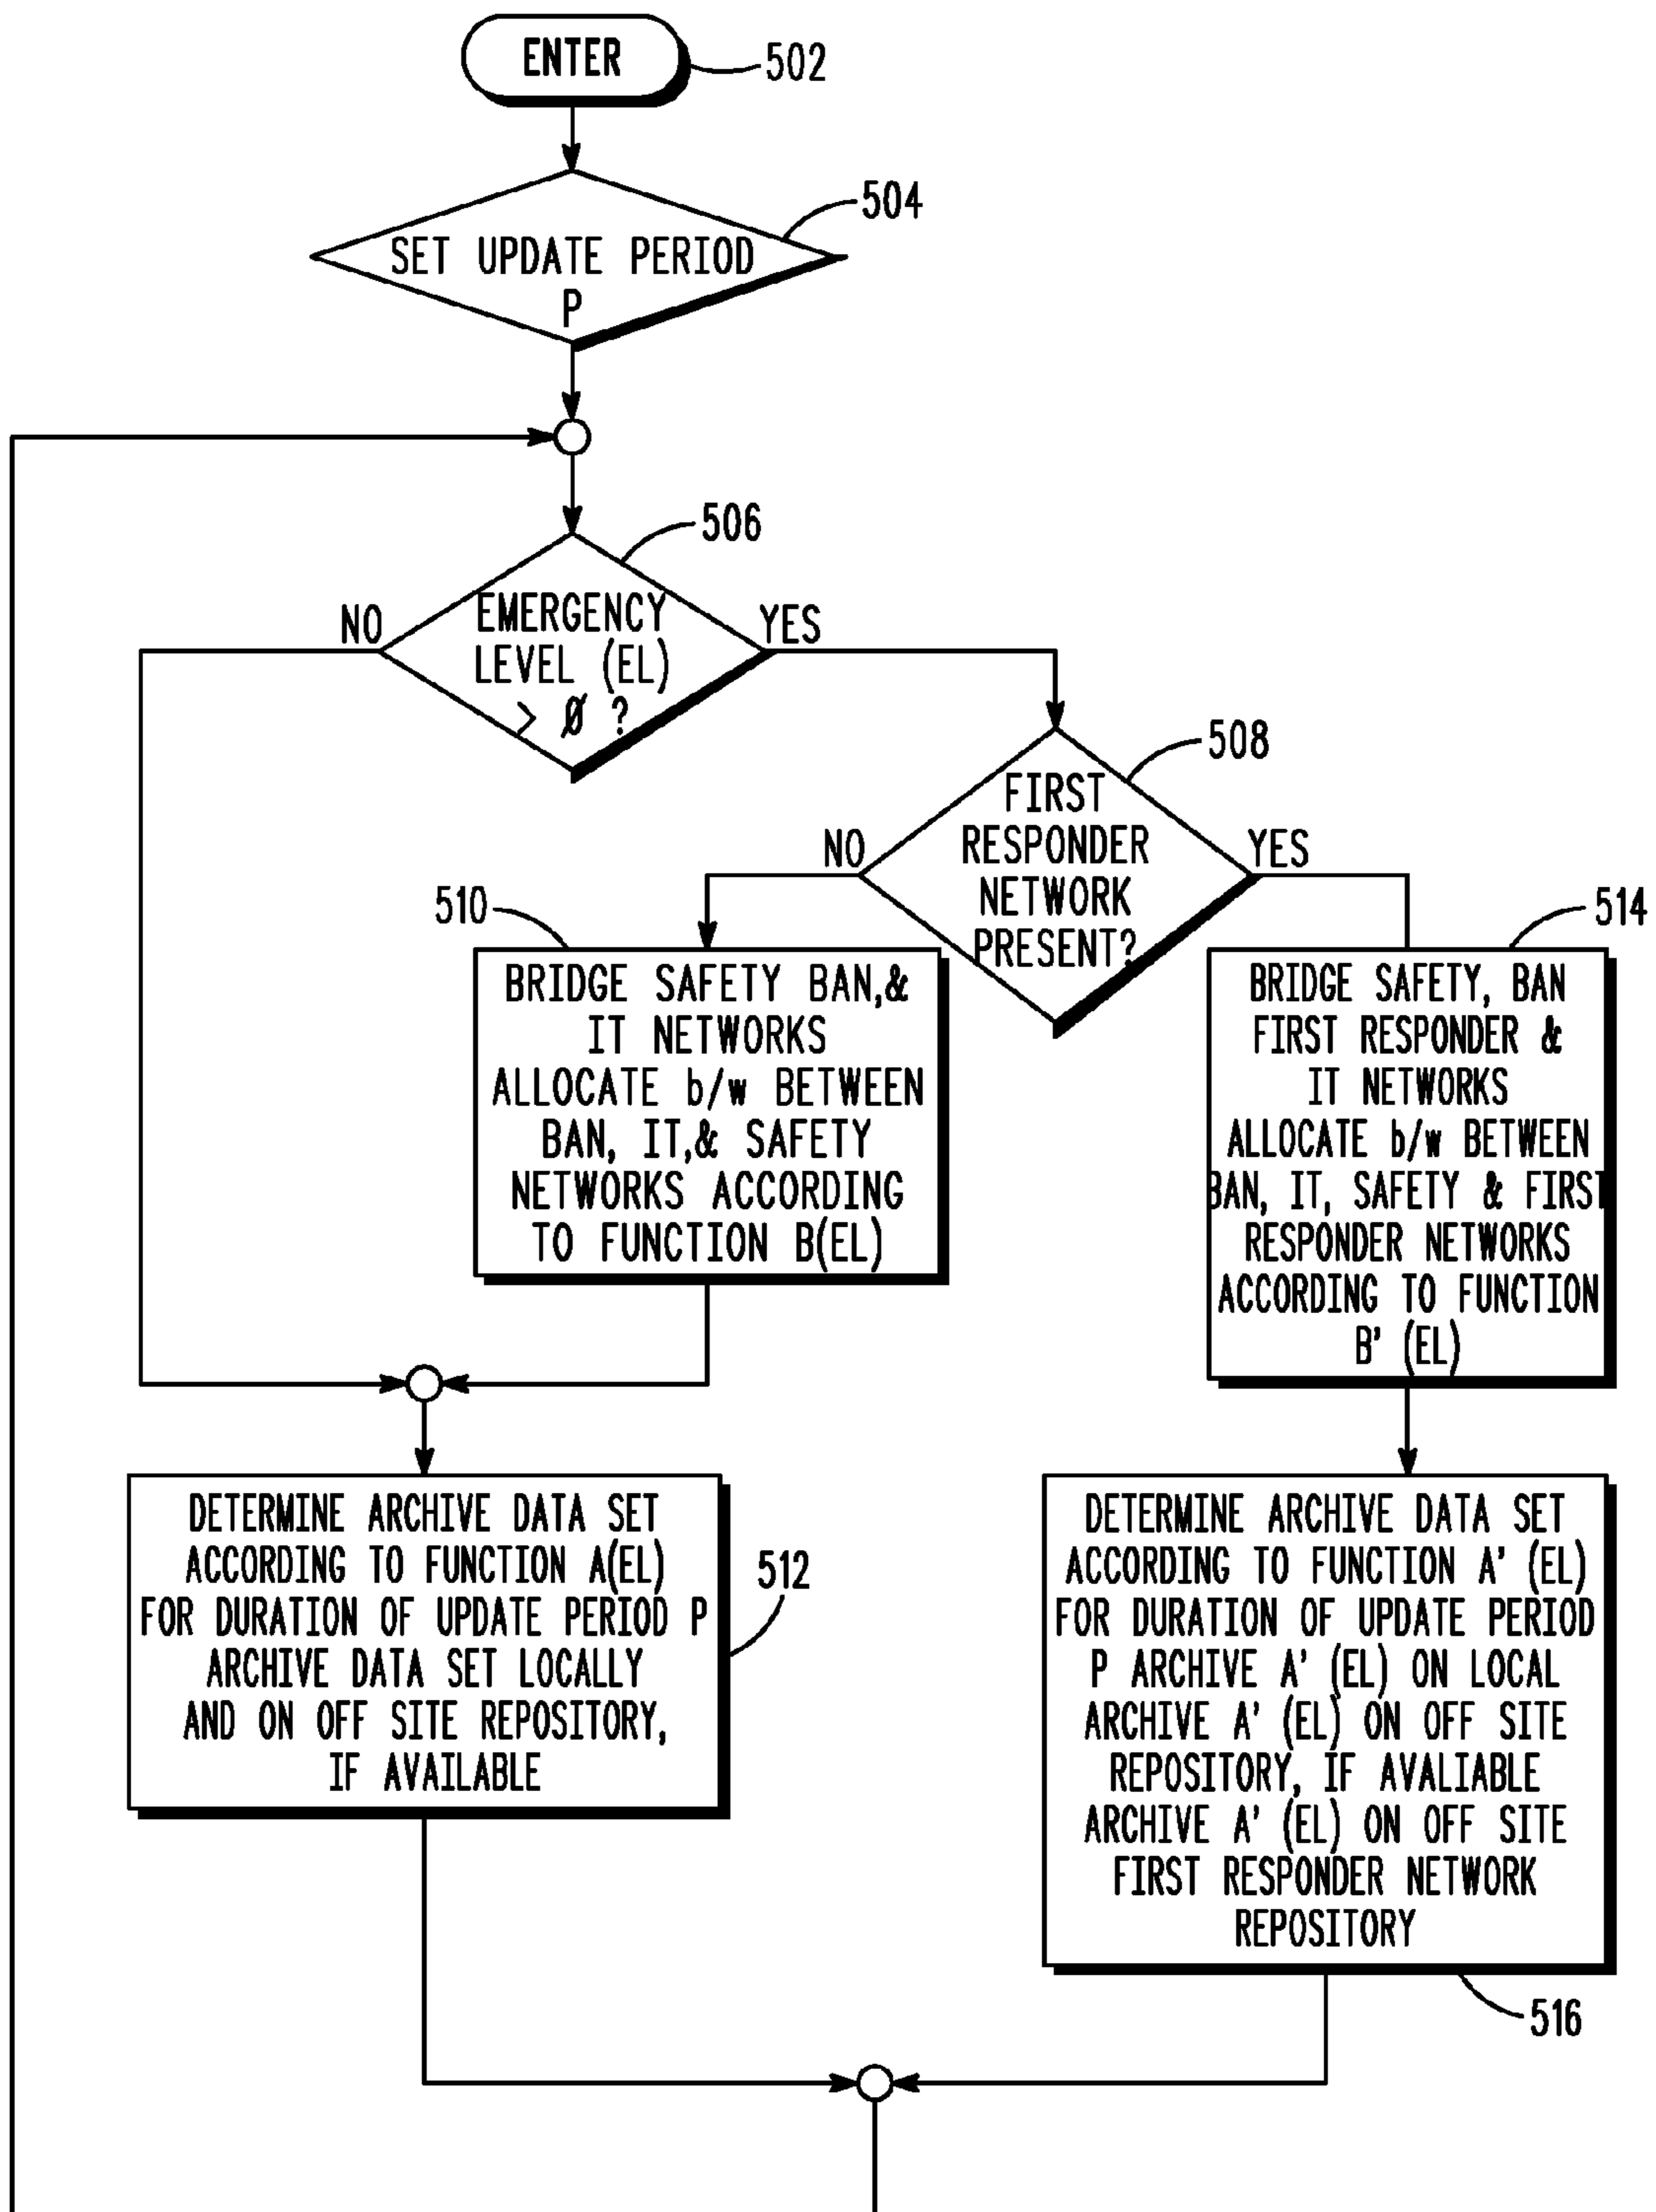 ENTER
502
504
SET UPDATE PERIOD
P
506
NO
EMERGENCY
LEVEL (EL)
> Ø ?
YES
508
FIRST
RESPONDER
NETWORK
PRESENT?
NO
YES
510
BRIDGE SAFETY BAN,&
IT NETWORKS
ALLOCATE b/w BETWEEN
BAN, IT,& SAFETY
NETWORKS ACCORDING
TO FUNCTION B(EL)
514
BRIDGE SAFETY, BAN
FIRST RESPONDER &
IT NETWORKS
ALLOCATE b/w BETWEEN
BAN, IT, SAFETY & FIRST
RESPONDER NETWORKS
ACCORDING TO FUNCTION
B' (EL)
DETERMINE ARCHIVE DATA SET
ACCORDING TO FUNCTION A(EL)
FOR DURATION OF UPDATE PERIOD P
ARCHIVE DATA SET LOCALLY
AND ON OFF SITE REPOSITORY,
IF AVAILABLE
512
DETERMINE ARCHIVE DATA SET
ACCORDING TO FUNCTION A' (EL)
FOR DURATION OF UPDATE PERIOD
P ARCHIVE A' (EL) ON LOCAL
ARCHIVE A' (EL) ON OFF SITE
REPOSITORY, IF AVALIABLE
ARCHIVE A' (EL) ON OFF SITE
FIRST RESPONDER NETWORK
REPOSITORY
516